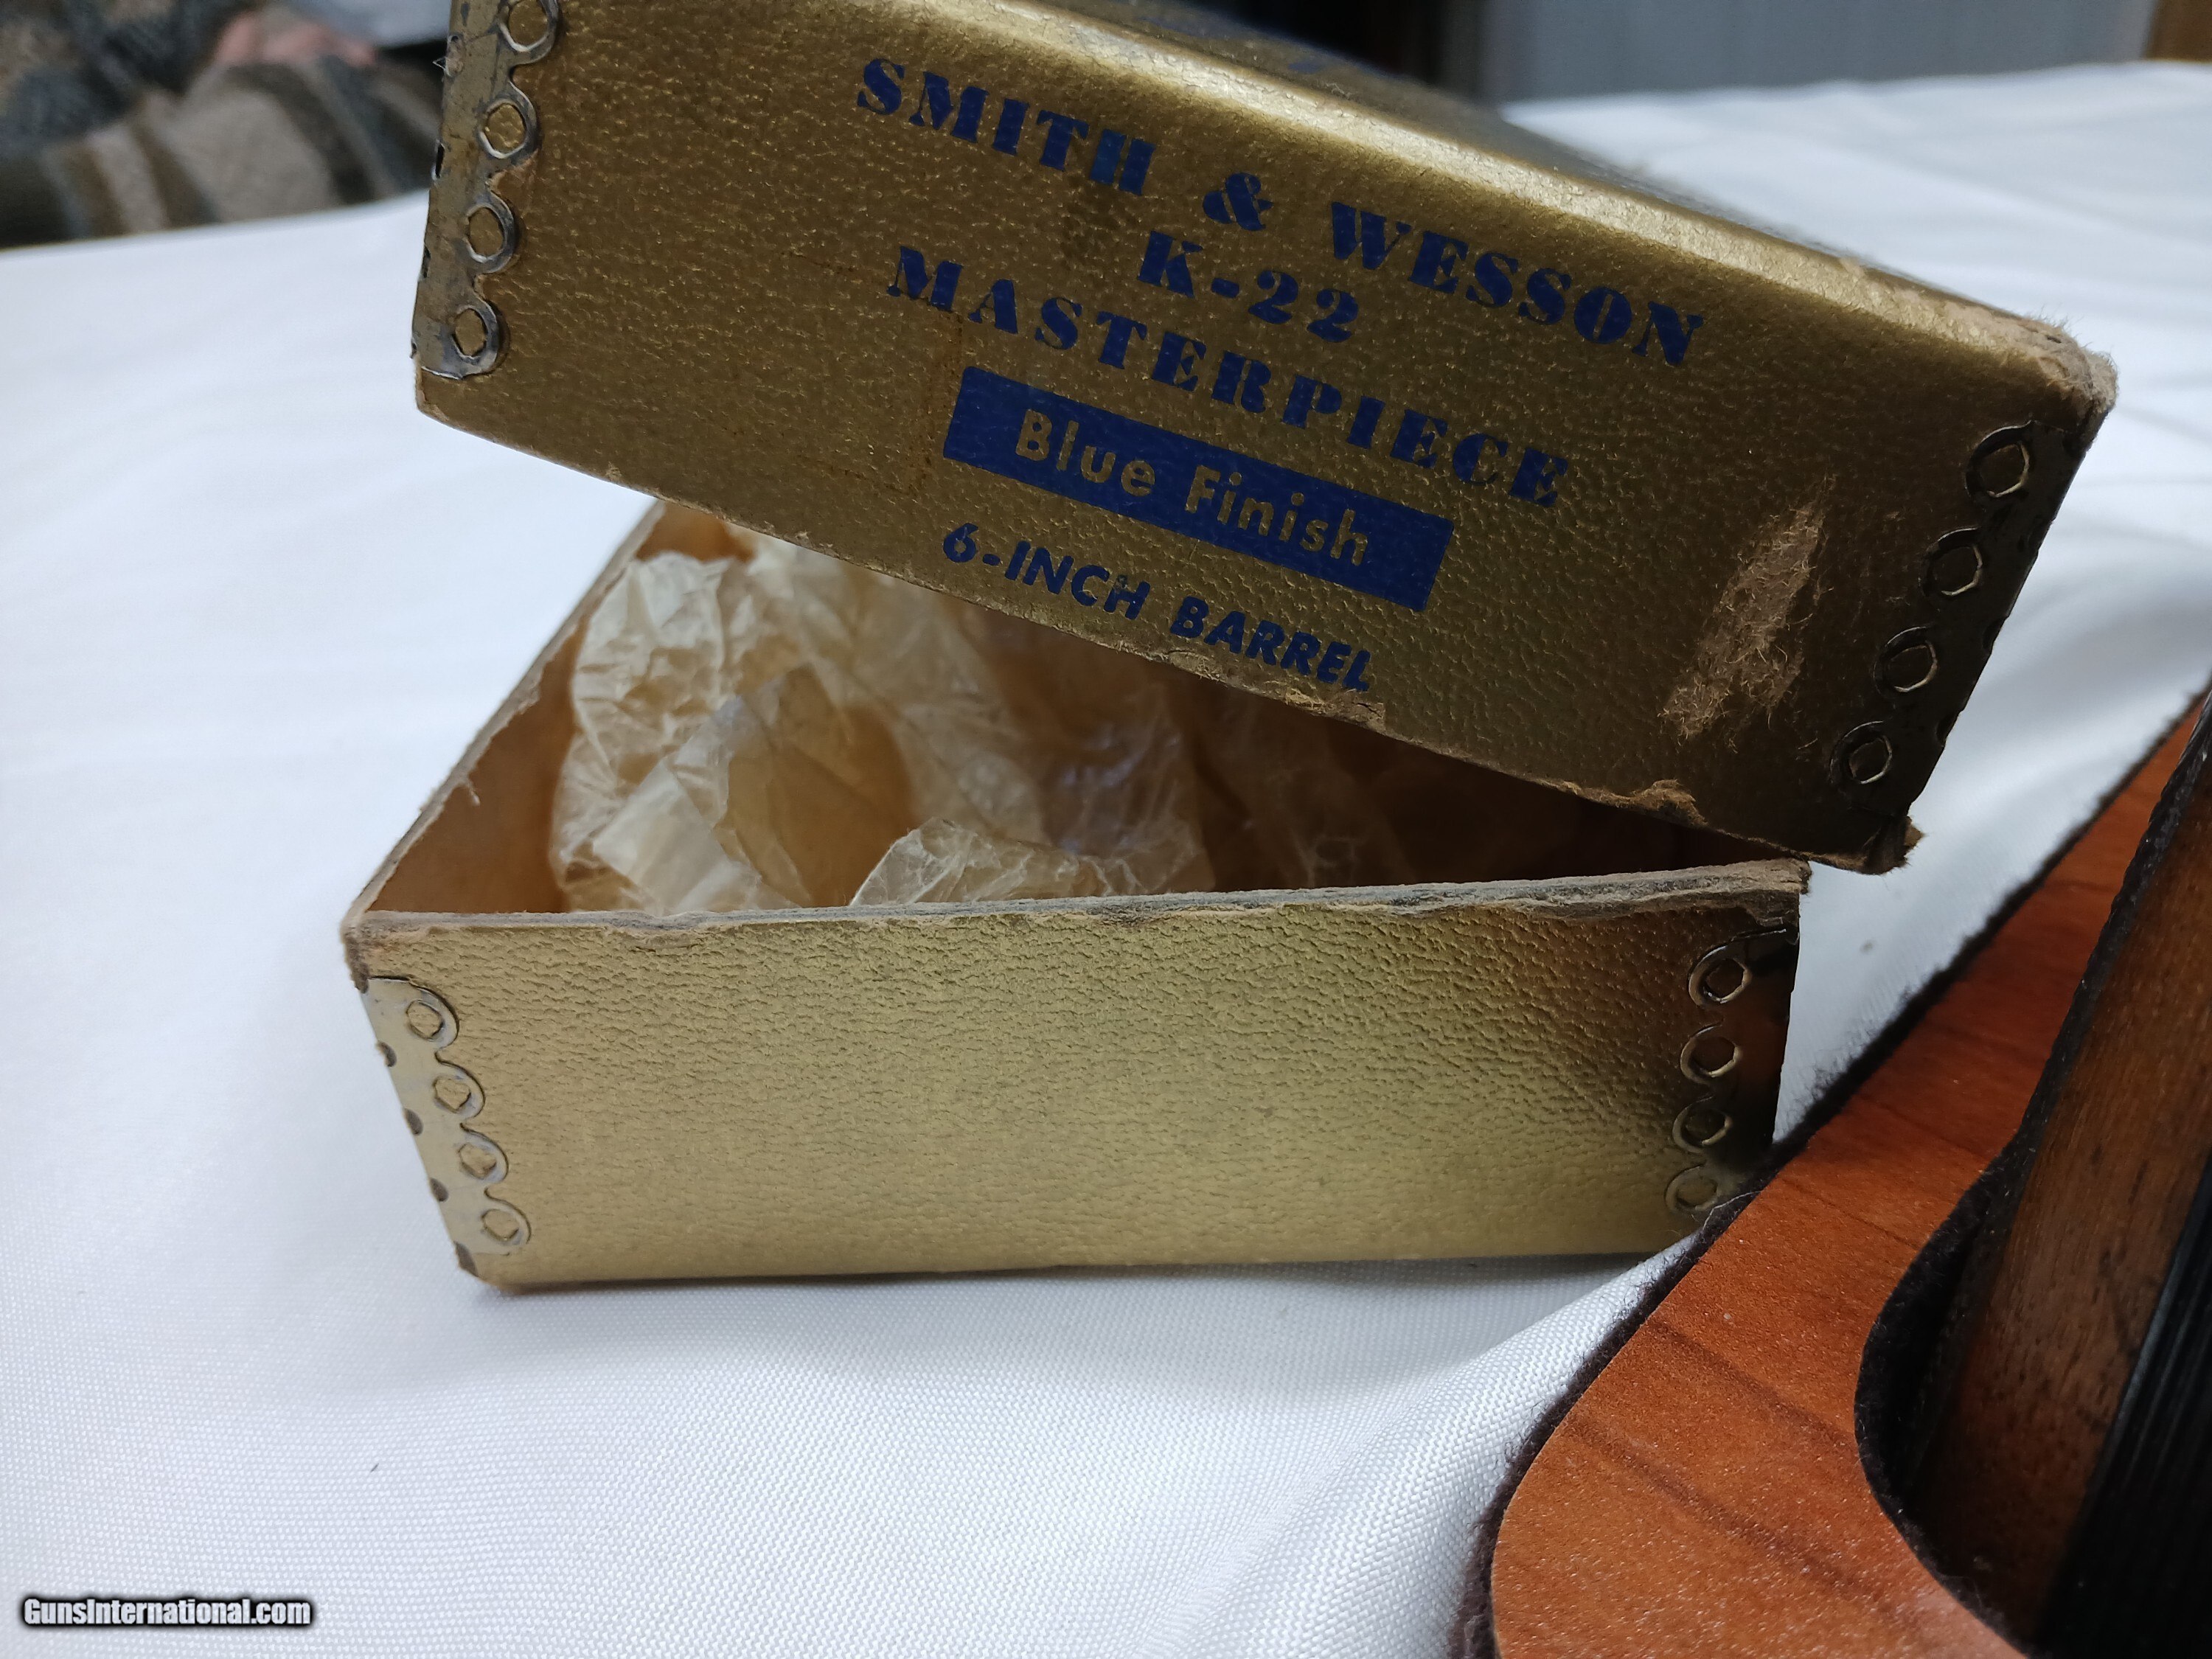 SMITH & WESSON
K-22
MASTERPIECE
Blue Finish
6-INCH BARREL
GunsInternational.com